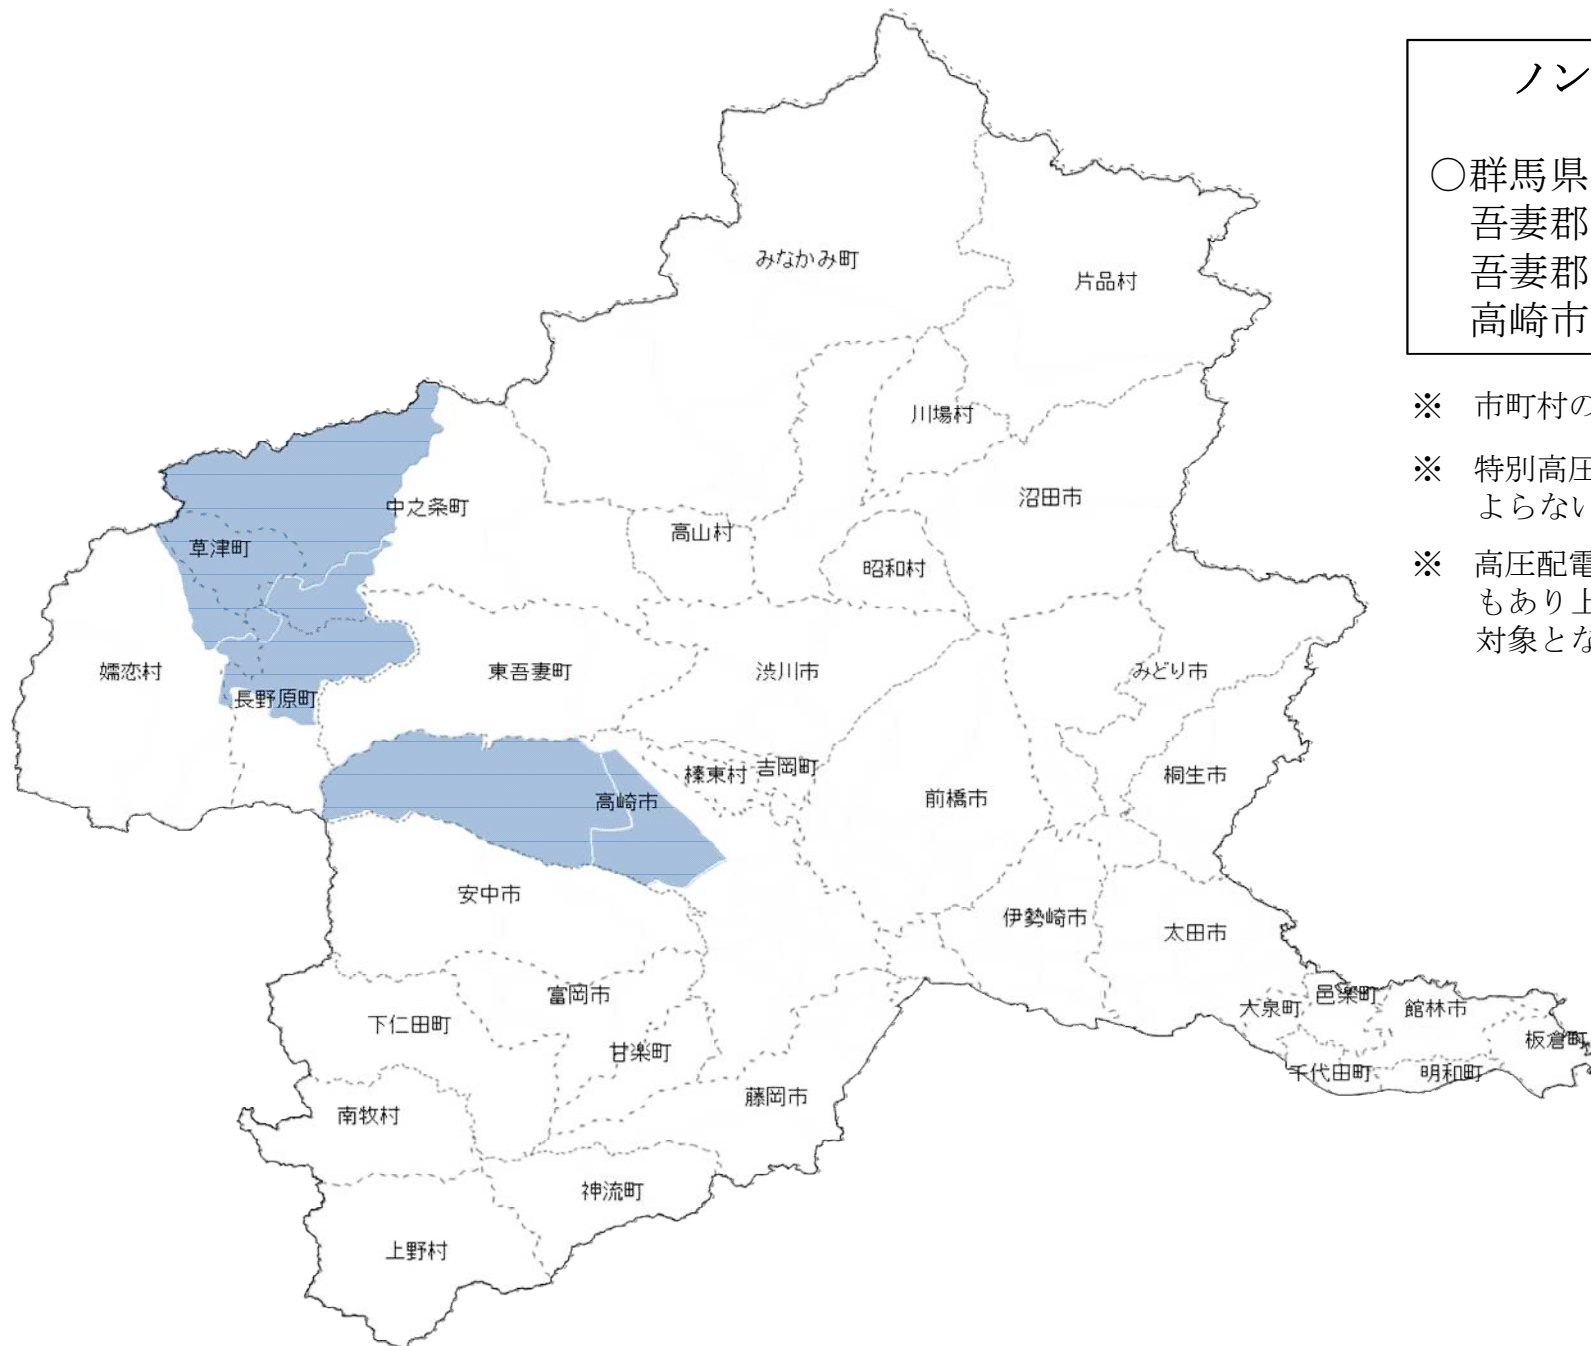 ノン
○群馬県
吾妻郡
吾妻郡
高崎市
※ 市町村の
※ 特別高圧
よらない
※ 高圧配電
もあり上
対象とな
みなかみ町
片品村
川場村
沼田市
中之条町
高山村
草津町
昭和村
嬬恋村
東吾妻町
渋川市
みどり市
長野原町
榛東村
吉岡町
高崎市
前橋市
桐生市
安中市
伊勢崎市
太田市
富岡市
下仁田町
大泉町
邑楽町
館林市
板倉町
甘楽町
千代田町
明和町
藤岡市
南牧村
神流町
上野村